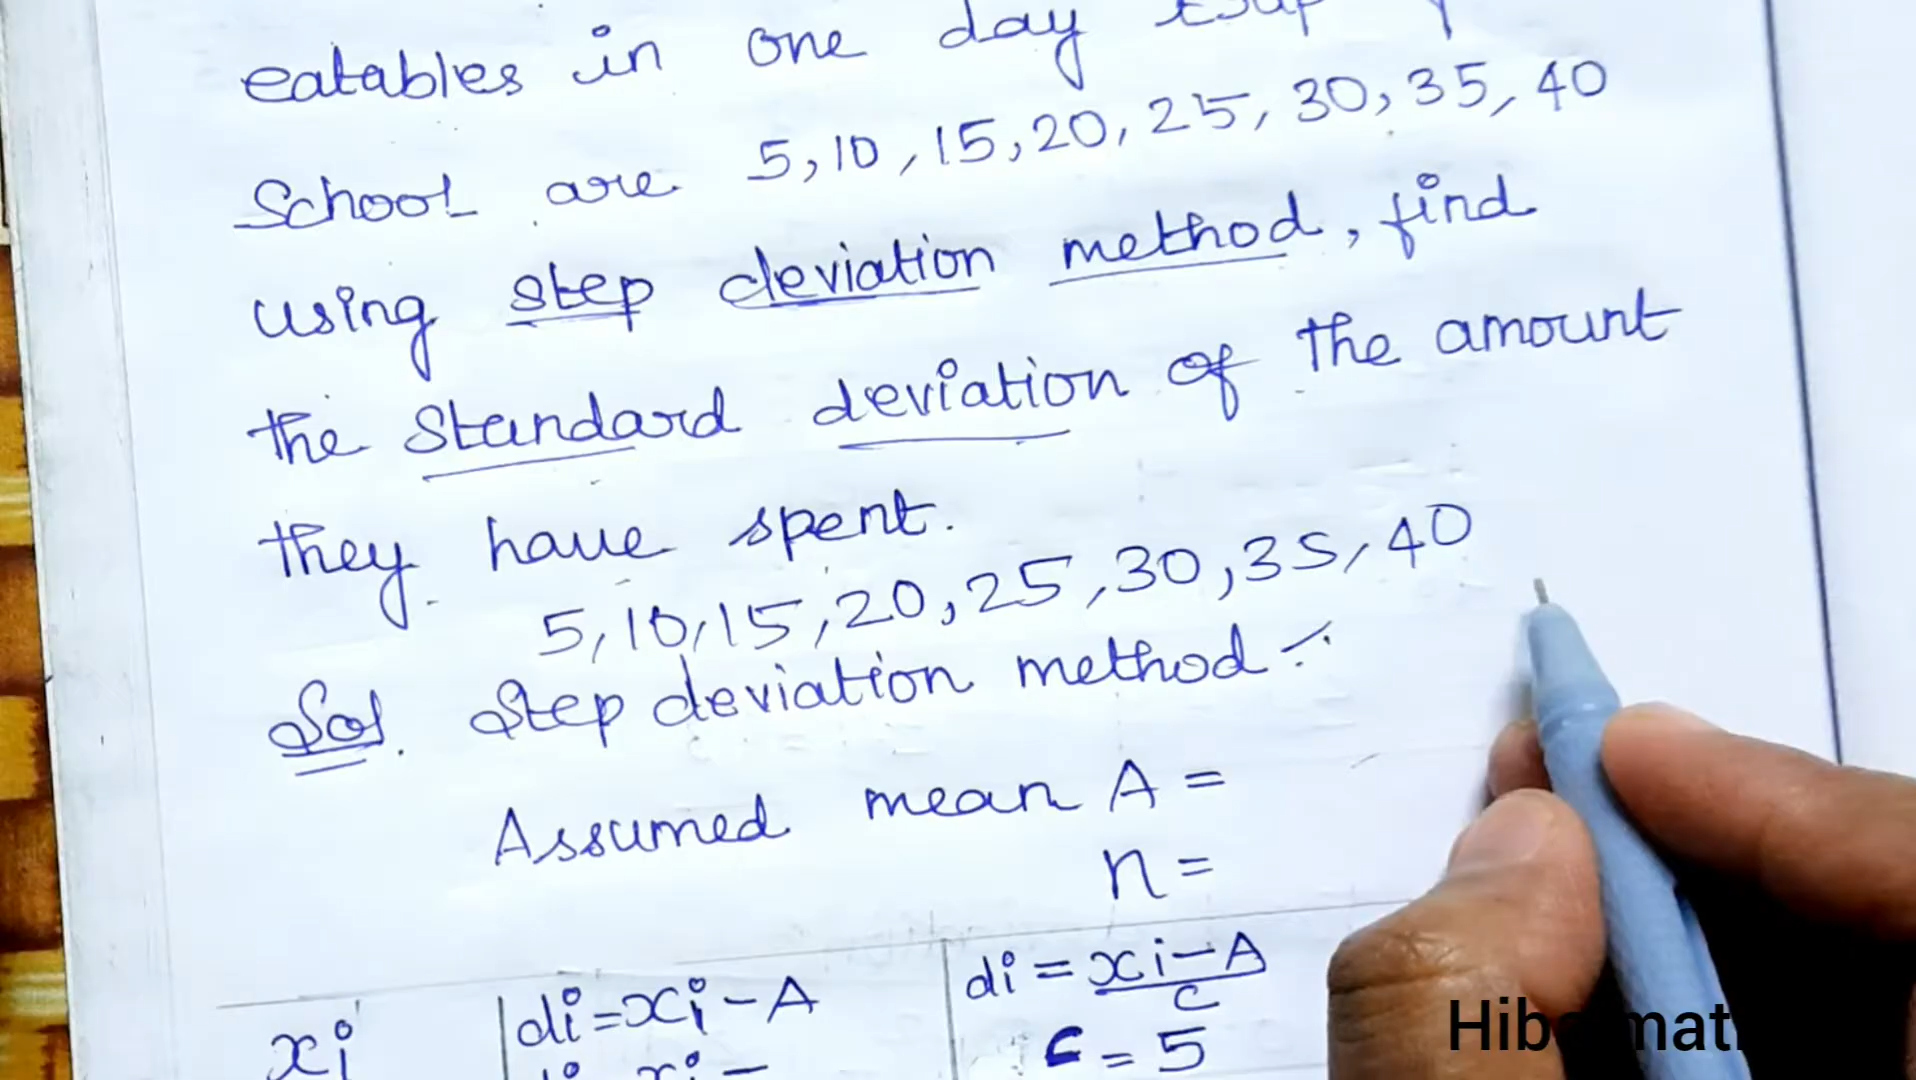 eatables in one day
School are 5, 10, 15, 20, 25, 30, 35, 40
using step deviation method, find
the Standard deviation of the amount
they have spent.
5, 10, 15, 20, 25, 30, 35, 40
Sol. Step deviation method :-
Assumed mean A =
n =
xi | di = xi - A | di = xi - A / c
c = 5